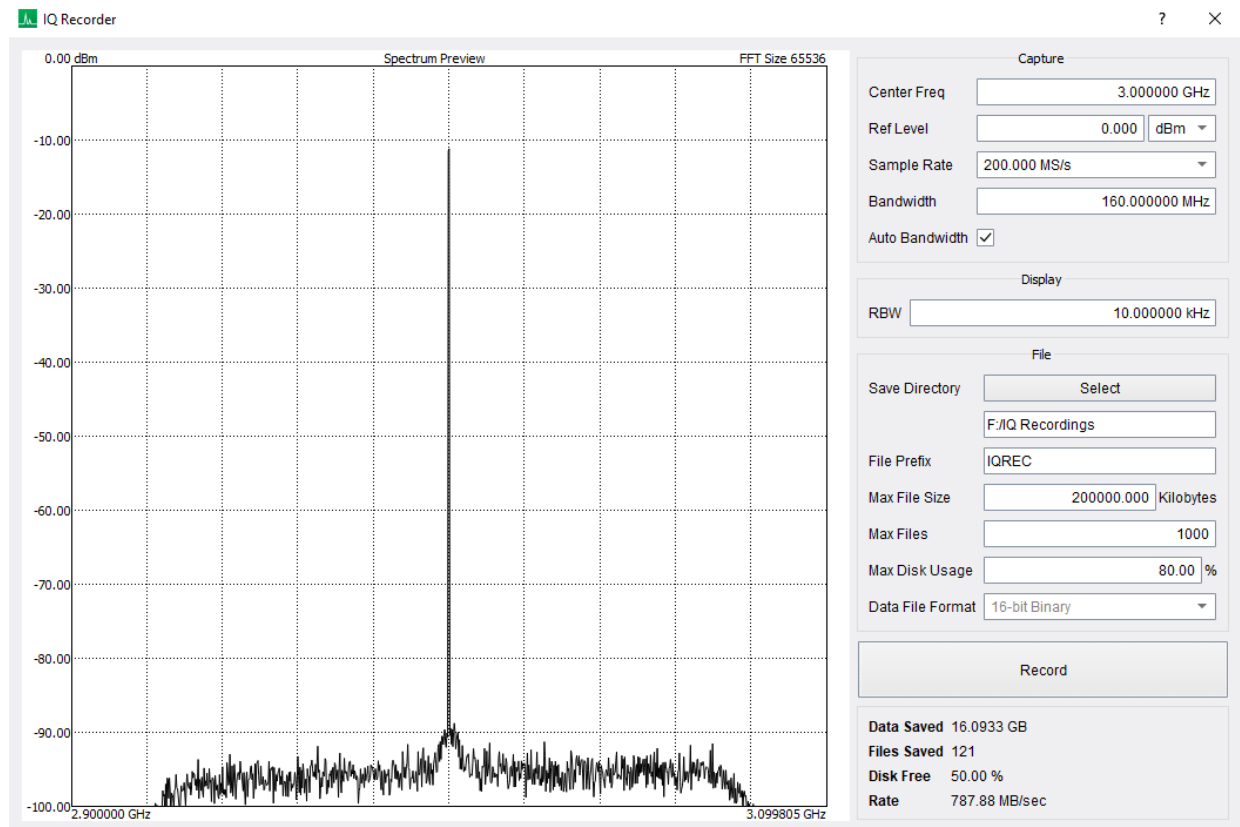 IQ Recorder
?
0.00 dBm Spectrum Preview FFT Size 65536
-10.00
-20.00
-30.00
-40.00
-50.00
-60.00
-70.00
-80.00
-90.00
-100.00
2.900000 GHz 3.099805 GHz
Capture
Center Freq 3.000000 GHz
Ref Level 0.000 dBm
Sample Rate 200.000 MS/s
Bandwidth 160.000000 MHz
Auto Bandwidth
Display
RBW 10.000000 kHz
File
Save Directory Select
F:/IQ Recordings
File Prefix IQREC
Max File Size 200000.000 Kilobytes
Max Files 1000
Max Disk Usage 80.00 %
Data File Format 16-bit Binary
Record
Data Saved 16.0933 GB
Files Saved 121
Disk Free 50.00 %
Rate 787.88 MB/sec